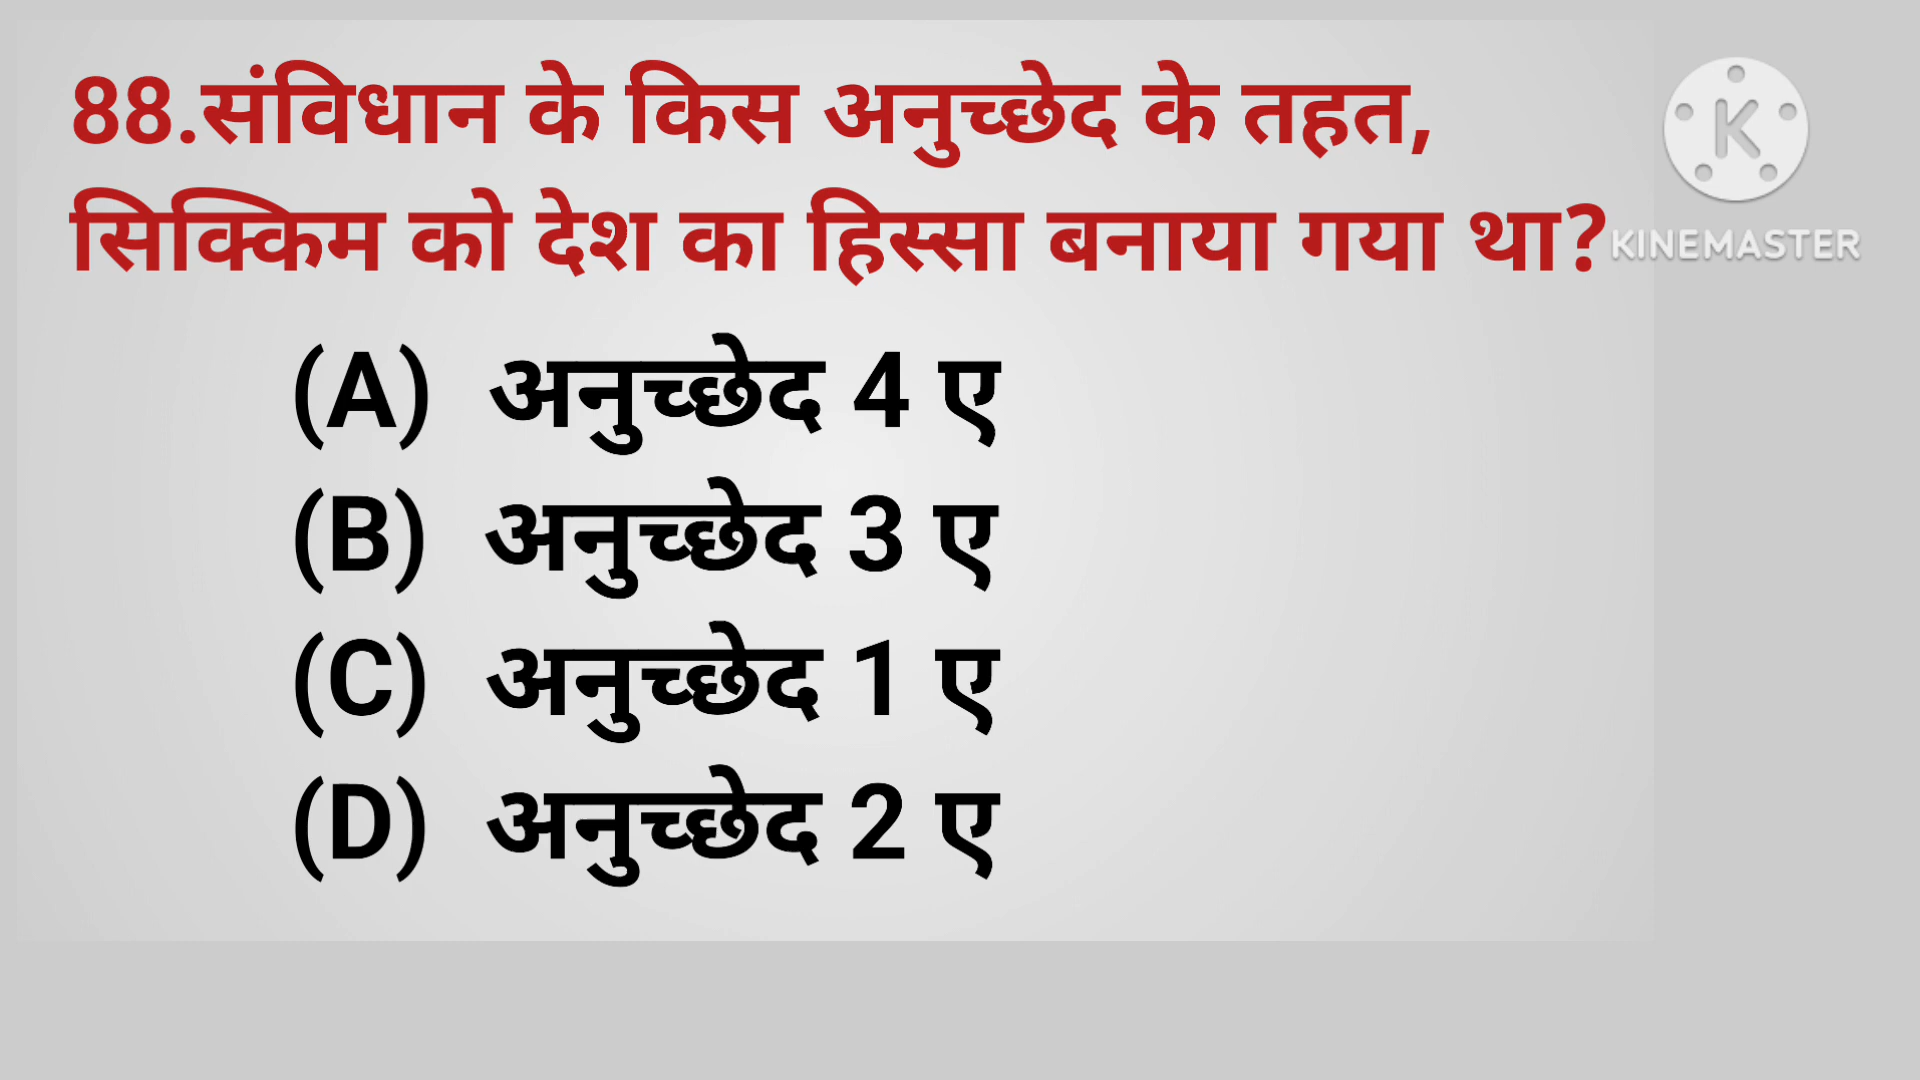 88.संविधान के किस अनुच्छेद के तहत,
सिक्किम को देश का हिस्सा बनाया गया था?
(A) अनुच्छेद 4 ए
(B) अनुच्छेद 3 ए
(C) अनुच्छेद 1 ए
(D) अनुच्छेद 2 ए
K
KINEMASTER